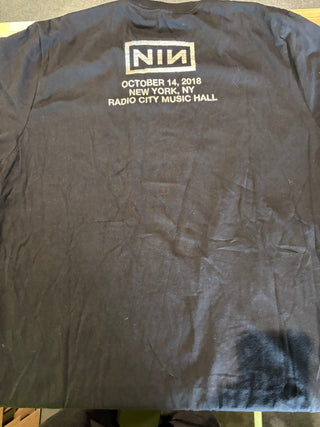 NIN
OCTOBER 14, 2018
NEW YORK, NY
RADIO CITY MUSIC HALL